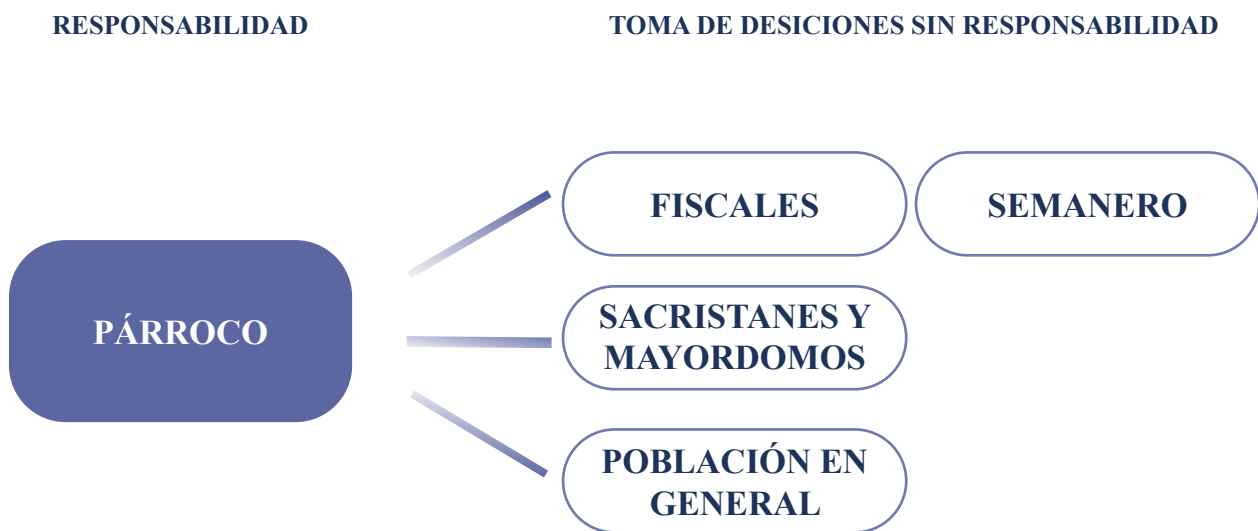 RESPONSABILIDAD
TOMA DE DESICIONES SIN RESPONSABILIDAD
PÁRROCO
FISCALES
SEMANERO
SACRISTANES Y
MAYORDOMOS
POBLACIÓN EN
GENERAL